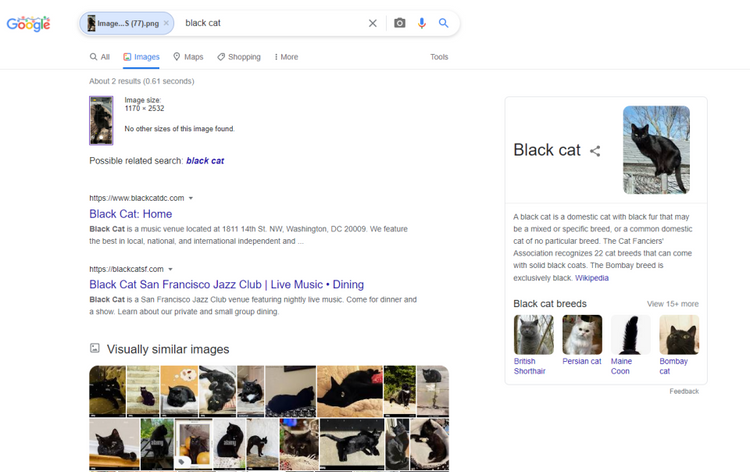 Google
Image...S (77).png ×
black cat
All
Images
Maps
Shopping
More
Tools
About 2 results (0.61 seconds)
Image size:
1170 × 2532
No other sizes of this image found.
Possible related search: black cat
https://www.blackcatdc.com
Black Cat: Home
Black Cat is a music venue located at 1811 14th St. NW, Washington, DC 20009. We feature
the best in local, national, and international independent and ...
https://blackcatsf.com
Black Cat San Francisco Jazz Club | Live Music • Dining
Black Cat is a San Francisco Jazz Club venue featuring nightly live music. Come for dinner and
a show. Learn about our private and small group dining.
Visually similar images
Black cat
A black cat is a domestic cat with black fur that may
be a mixed or specific breed, or a common domestic
cat of no particular breed. The Cat Fanciers'
Association recognizes 22 cat breeds that can come
with solid black coats. The Bombay breed is
exclusively black. Wikipedia
Black cat breeds
View 15+ more
British
Shorthair
Persian cat
Maine
Coon
Bombay
cat
Feedback